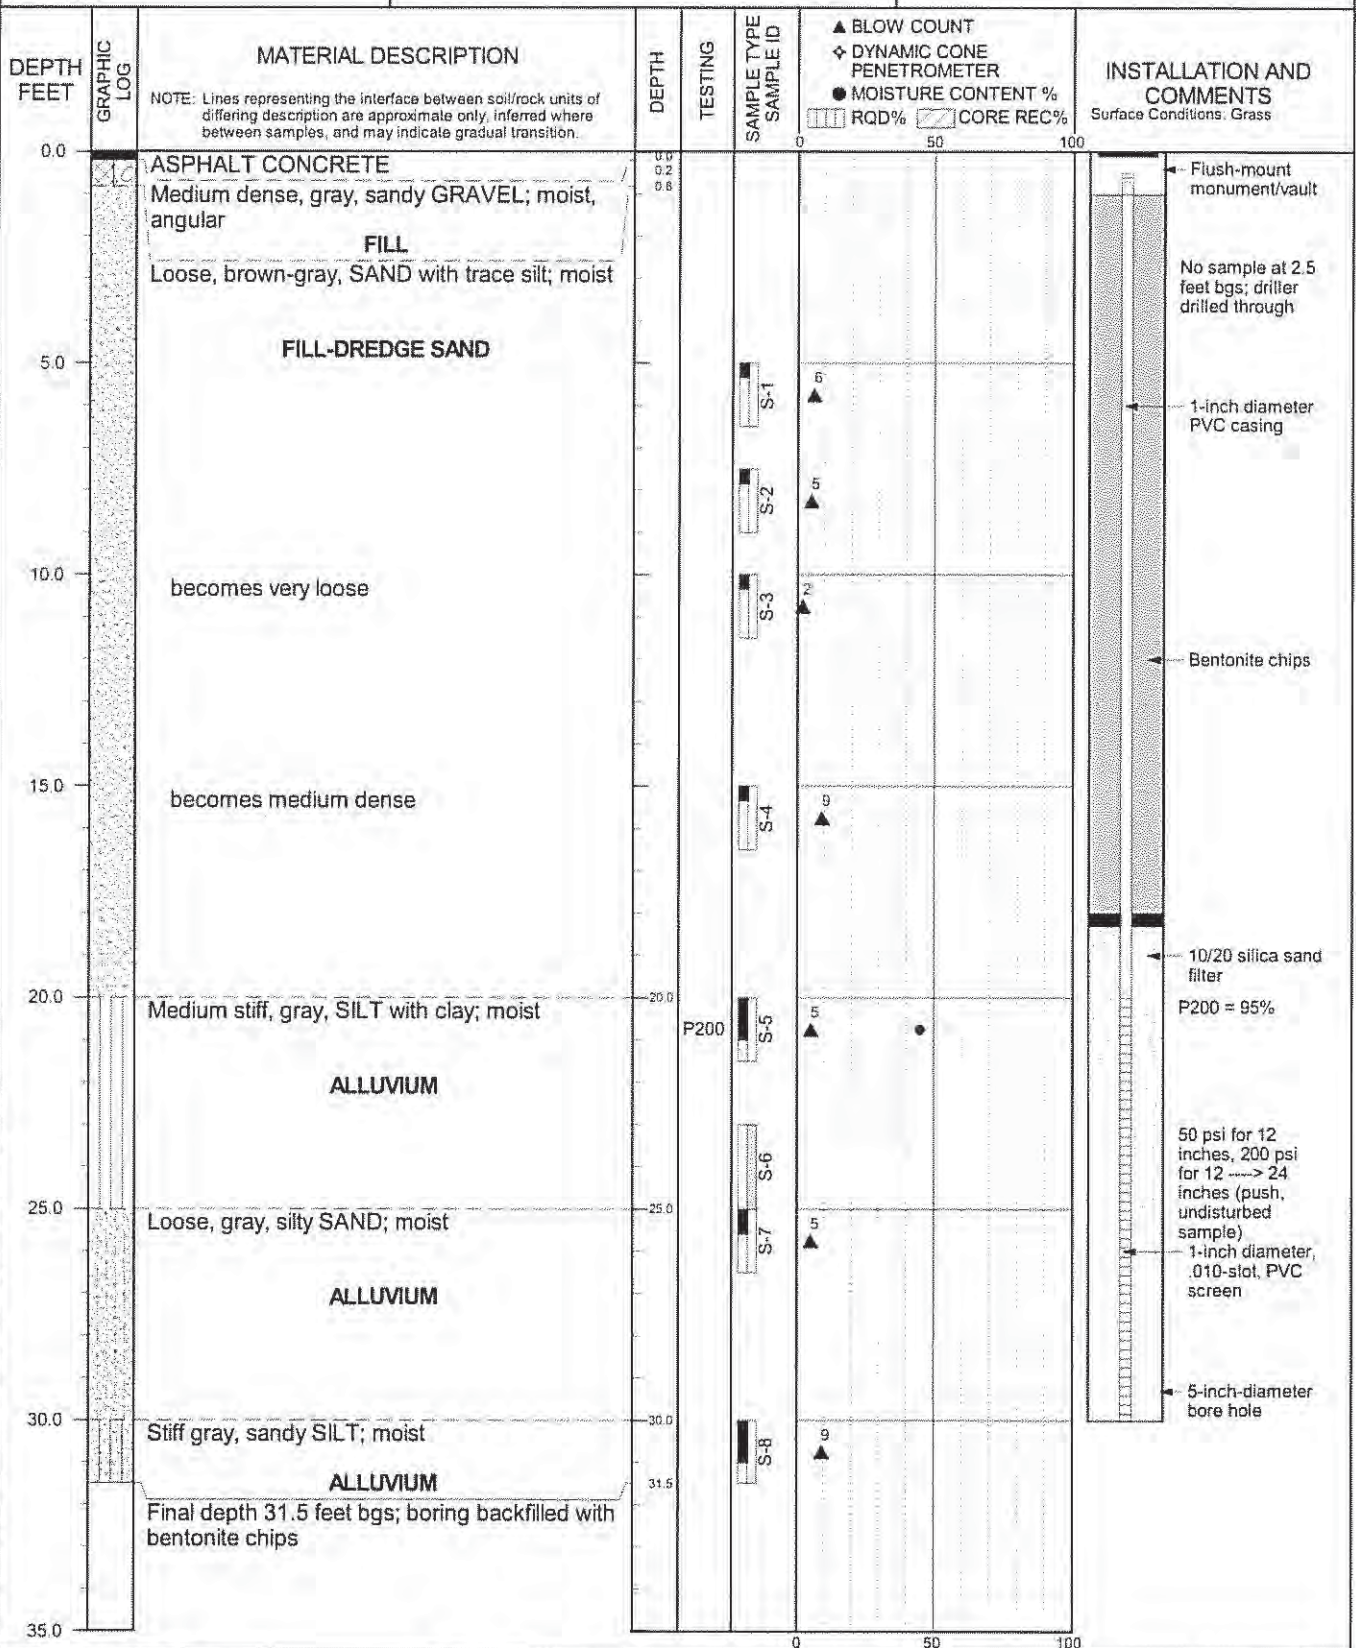 DEPTH
FEET
GRAPHIC
LOG
MATERIAL DESCRIPTION
NOTE: Lines representing the interface between soil/rock units of
differing description are approximate only, inferred where
between samples, and may indicate gradual transition.
DEPTH
TESTING
SAMPLE TYPE
SAMPLE ID
▲ BLOW COUNT
✧ DYNAMIC CONE
PENETROMETER
● MOISTURE CONTENT %
RQD% CORE REC%
0 50 100
INSTALLATION AND
COMMENTS
Surface Conditions: Grass
0.0
ASPHALT CONCRETE
0.0
0.2
0.8
Flush-mount
monument/vault
Medium dense, gray, sandy GRAVEL; moist,
angular
FILL
Loose, brown-gray, SAND with trace silt; moist
No sample at 2.5
feet bgs; driller
drilled through
FILL-DREDGE SAND
5.0
S-1
6
1-inch diameter
PVC casing
S-2
5
10.0
becomes very loose
S-3
2
Bentonite chips
15.0
becomes medium dense
S-4
9
10/20 silica sand
filter
20.0
Medium stiff, gray, SILT with clay; moist
20.0
P200
S-5
5
P200 = 95%
ALLUVIUM
S-6
50 psi for 12
inches, 200 psi
for 12 ----> 24
inches (push,
undisturbed
sample)
25.0
Loose, gray, silty SAND; moist
25.0
S-7
5
1-inch diameter,
.010-slot, PVC
screen
ALLUVIUM
5-inch-diameter
bore hole
30.0
Stiff gray, sandy SILT; moist
30.0
S-8
9
ALLUVIUM
31.5
Final depth 31.5 feet bgs; boring backfilled with
bentonite chips
35.0
0 50 100